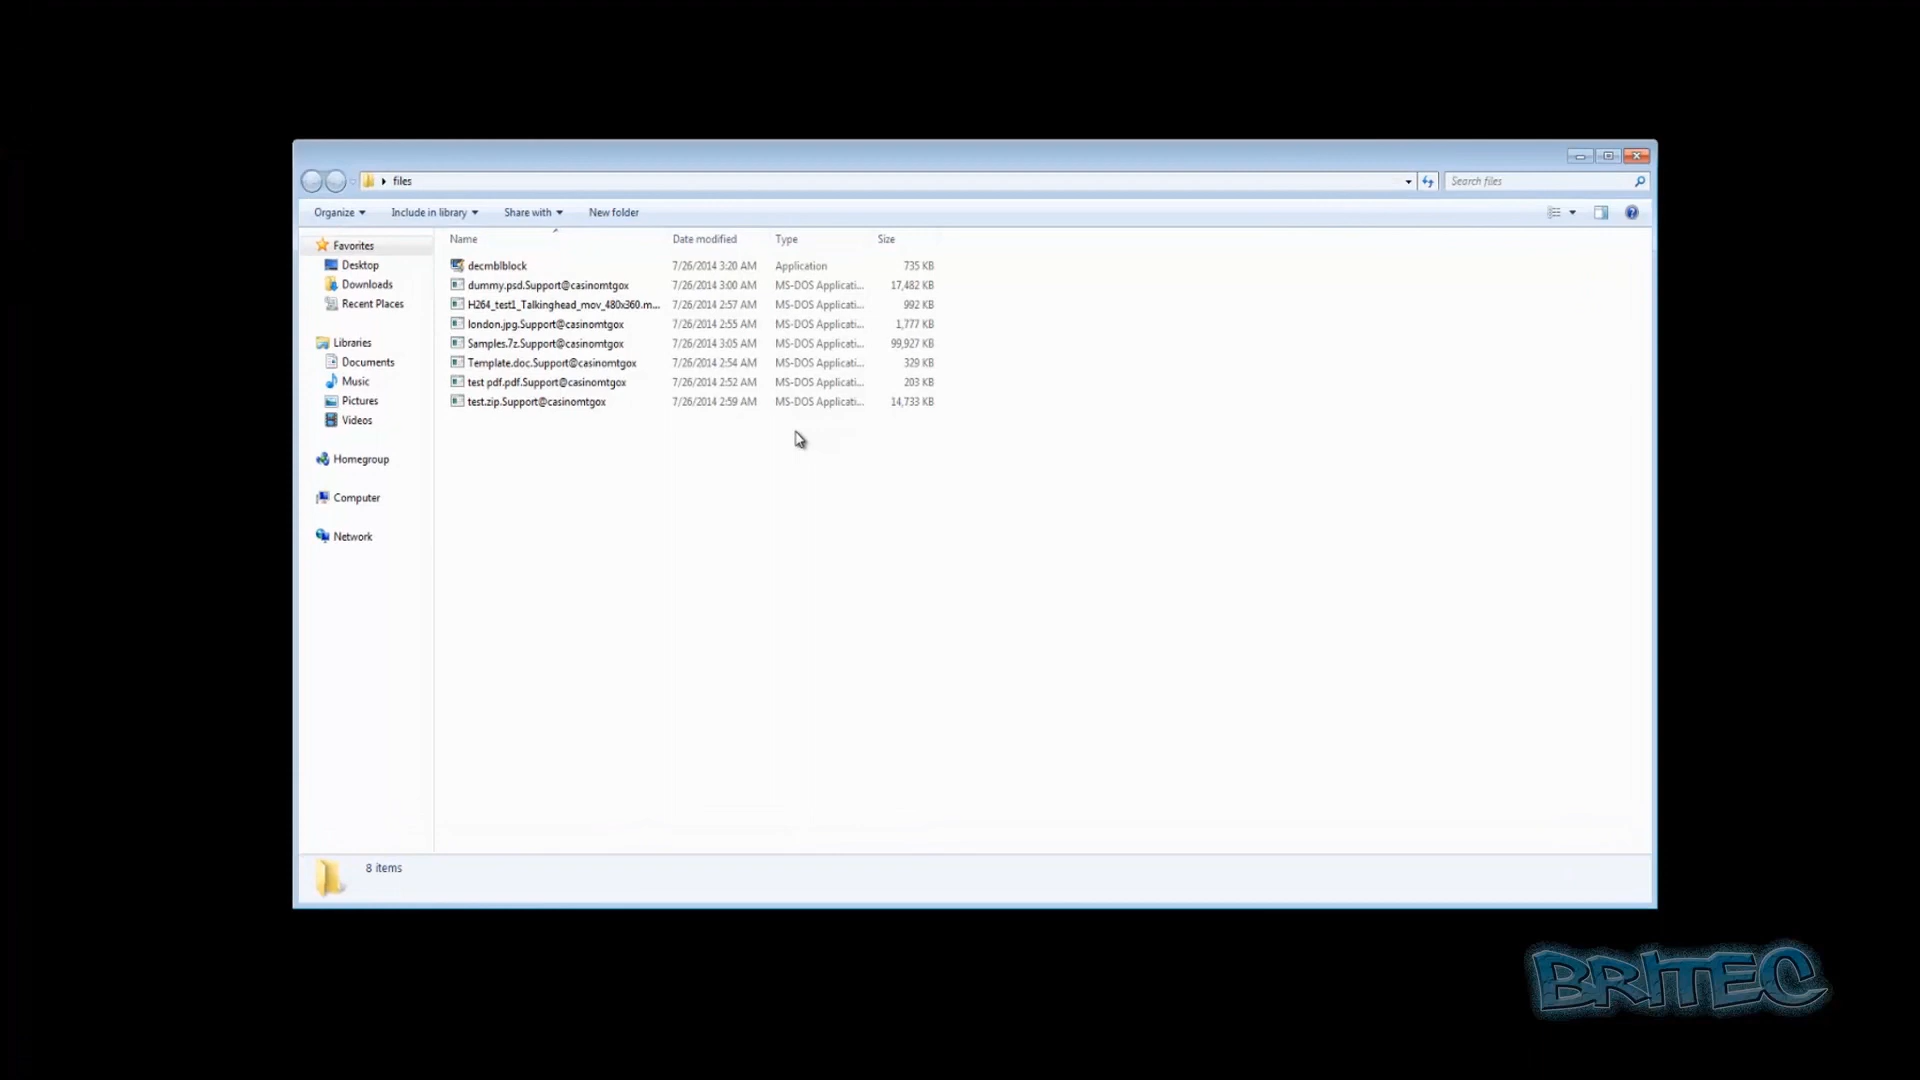 files
Search files
Organize Include in library Share with New folder
Name Date modified Type Size
Favorites
Desktop
Downloads
Recent Places
Libraries
Documents
Music
Pictures
Videos
Homegroup
Computer
Network
decmblblock 7/26/2014 3:20 AM Application 735 KB
dummy.psd.Support@casinomtgox 7/26/2014 3:00 AM MS-DOS Applicati... 17,482 KB
H264_test1_Talkinghead_mov_480x360.m... 7/26/2014 2:57 AM MS-DOS Applicati... 992 KB
london.jpg.Support@casinomtgox 7/26/2014 2:55 AM MS-DOS Applicati... 1,777 KB
Samples.7z.Support@casinomtgox 7/26/2014 3:05 AM MS-DOS Applicati... 99,927 KB
Template.doc.Support@casinomtgox 7/26/2014 2:54 AM MS-DOS Applicati... 329 KB
test pdf.pdf.Support@casinomtgox 7/26/2014 2:52 AM MS-DOS Applicati... 203 KB
test.zip.Support@casinomtgox 7/26/2014 2:59 AM MS-DOS Applicati... 14,733 KB
8 items
BRITEC